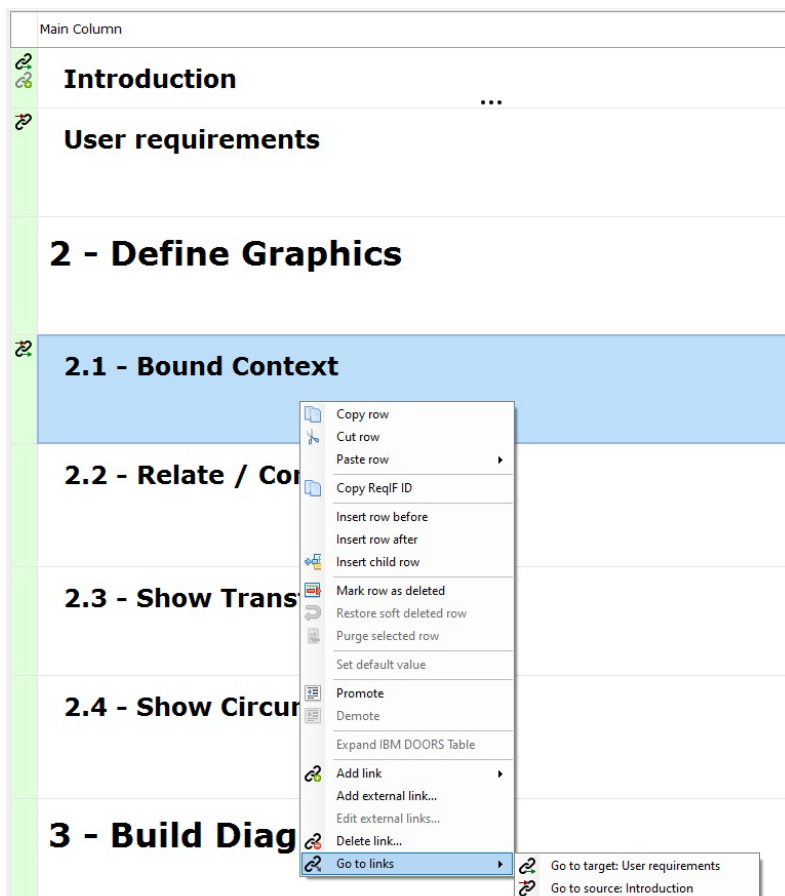 Main Column
Introduction
...
User requirements
2 - Define Graphics
2.1 - Bound Context
Copy row
Cut row
Paste row
2.2 - Relate /
Copy ReqIF ID
Insert row before
Insert row after
Insert child row
2.3 - Show
Mark row as deleted
Restore soft deleted row
Purge selected row
Set default value
2.4 - Show
Promote
Demote
Expand IBM DOORS Table
Add link
Add external link...
Edit external links...
3 - Build
Delete link...
Go to links
Go to target: User requirements
Go to source: Introduction